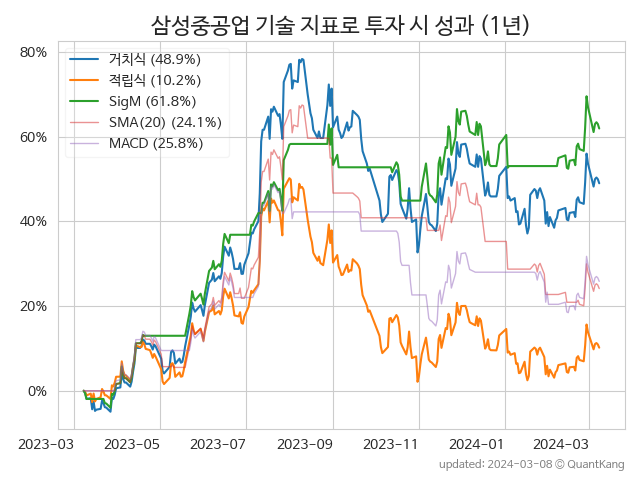 삼성중공업 기술 지표로 투자 시 성과 (1년)
80%
60%
40%
20%
0%
거치식 (48.9%)
적립식 (10.2%)
SigM (61.8%)
SMA(20) (24.1%)
MACD (25.8%)
2023-03 2023-05 2023-07 2023-09 2023-11 2024-01 2024-03
updated: 2024-03-08 © QuantKang